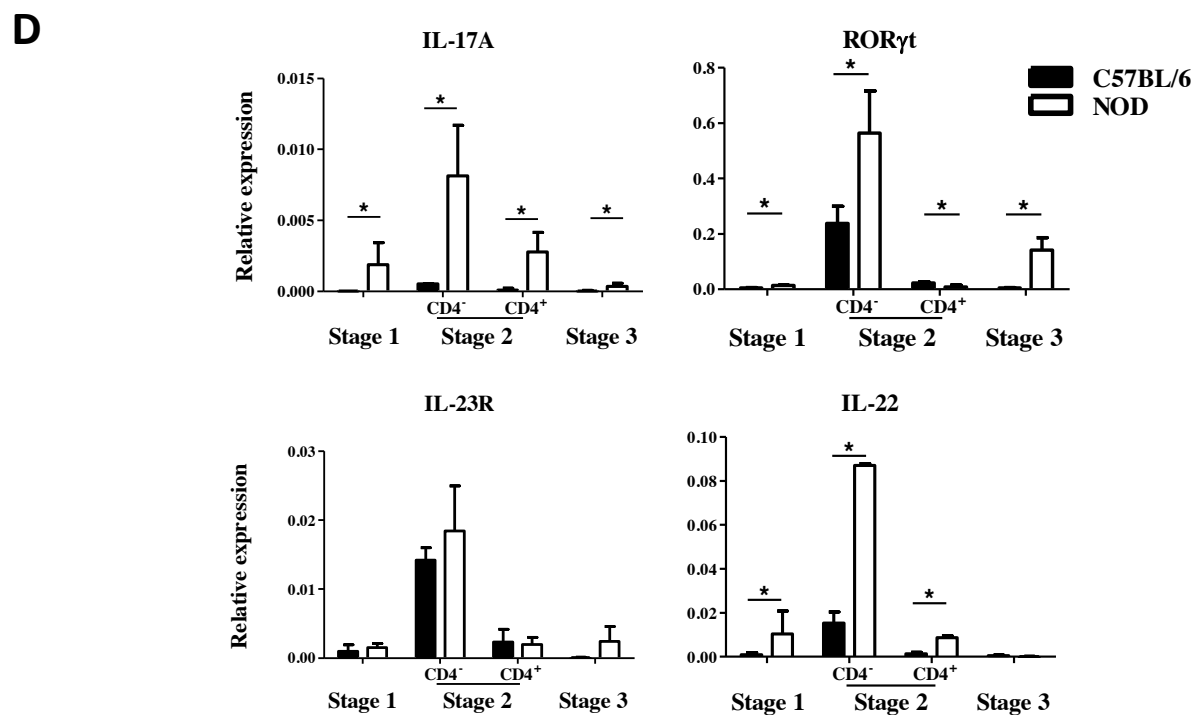 D
IL-17A
Relative expression
0.015
0.010
0.005
0.000
*
*
*
*
CD4⁻
CD4⁺
Stage 1
Stage 2
Stage 3
RORγt
0.8
0.6
0.4
0.2
0.0
*
*
*
*
CD4⁻
CD4⁺
Stage 1
Stage 2
Stage 3
C57BL/6
NOD
IL-23R
Relative expression
0.03
0.02
0.01
0.00
CD4⁻
CD4⁺
Stage 1
Stage 2
Stage 3
IL-22
0.10
0.08
0.06
0.04
0.02
0.00
*
*
*
CD4⁻
CD4⁺
Stage 1
Stage 2
Stage 3